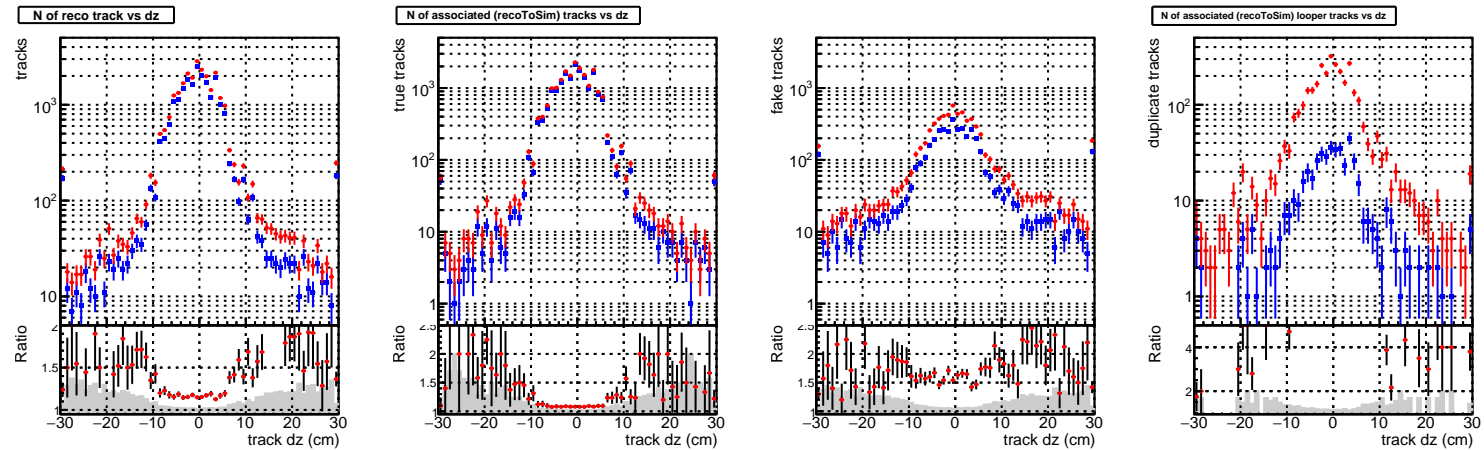 N of reco track vs dz
tracks
10³
10²
10
Ratio
2
1.5
1
−30 −20 −10 0 10 20 30
track dz (cm)
N of associated (recoToSim) tracks vs dz
true tracks
10³
10²
10
1
Ratio
2.5
2
1.5
1
−30 −20 −10 0 10 20 30
track dz (cm)
fake tracks
10³
10²
10
1
Ratio
2.5
2
1.5
1
−30 −20 −10 0 10 20 30
track dz (cm)
N of associated (recoToSim) looper tracks vs dz
duplicate tracks
10²
10
1
Ratio
4
2
−30 −20 −10 0 10 20 30
track dz (cm)